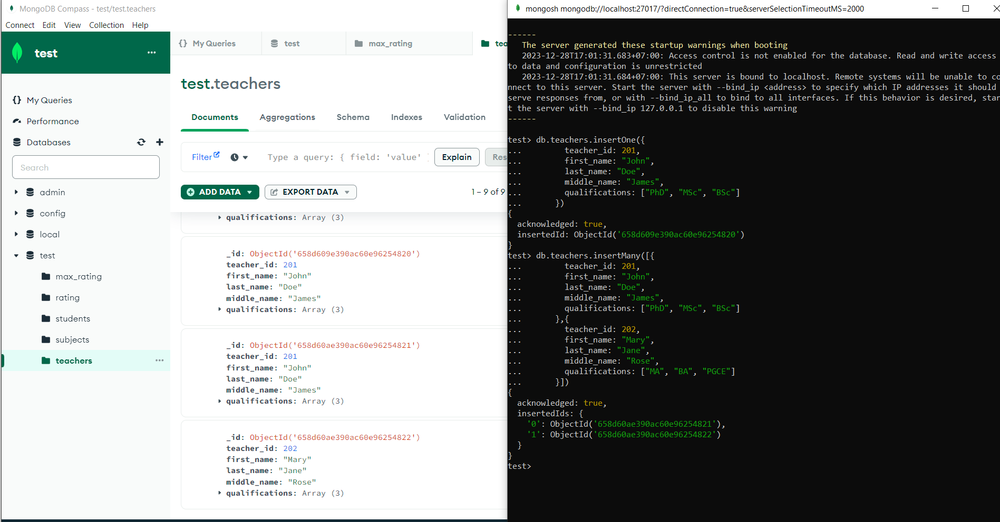 MongoDB Compass - test/test.teachers
Connect Edit View Collection Help
test
My Queries
Performance
Databases
Search
admin
config
local
test
max_rating
rating
students
subjects
teachers
{} My Queries
test
max_rating
tea
test.teachers
Documents Aggregations Schema Indexes Validation
Filter
Type a query: { field: 'value'
Explain
Res
ADD DATA
EXPORT DATA
1 – 9 of 9
qualifications: Array (3)
_id: ObjectId('658d609e390ac60e96254820')
teacher_id: 201
first_name: "John"
last_name: "Doe"
middle_name: "James"
qualifications: Array (3)
_id: ObjectId('658d60ae390ac60e96254821')
teacher_id: 201
first_name: "John"
last_name: "Doe"
middle_name: "James"
qualifications: Array (3)
_id: ObjectId('658d60ae390ac60e96254822')
teacher_id: 202
first_name: "Mary"
last_name: "Jane"
middle_name: "Rose"
qualifications: Array (3)
mongosh mongodb://localhost:27017/?directConnection=true&serverSelectionTimeoutMS=2000
------
The server generated these startup warnings when booting
2023-12-28T17:01:31.683+07:00: Access control is not enabled for the database. Read and write access
to data and configuration is unrestricted
2023-12-28T17:01:31.684+07:00: This server is bound to localhost. Remote systems will be unable to co
nnect to this server. Start the server with --bind_ip <address> to specify which IP addresses it should
serve responses from, or with --bind_ip_all to bind to all interfaces. If this behavior is desired, star
t the server with --bind_ip 127.0.0.1 to disable this warning
------
test> db.teachers.insertOne({
... teacher_id: 201,
... first_name: "John",
... last_name: "Doe",
... middle_name: "James",
... qualifications: ["PhD", "MSc", "BSc"]
... })
{
acknowledged: true,
insertedId: ObjectId('658d609e390ac60e96254820')
}
test> db.teachers.insertMany([{
... teacher_id: 201,
... first_name: "John",
... last_name: "Doe",
... middle_name: "James",
... qualifications: ["PhD", "MSc", "BSc"]
... },{
... teacher_id: 202,
... first_name: "Mary",
... last_name: "Jane",
... middle_name: "Rose",
... qualifications: ["MA", "BA", "PGCE"]
... }])
{
acknowledged: true,
insertedIds: {
'0': ObjectId('658d60ae390ac60e96254821'),
'1': ObjectId('658d60ae390ac60e96254822')
}
}
test>